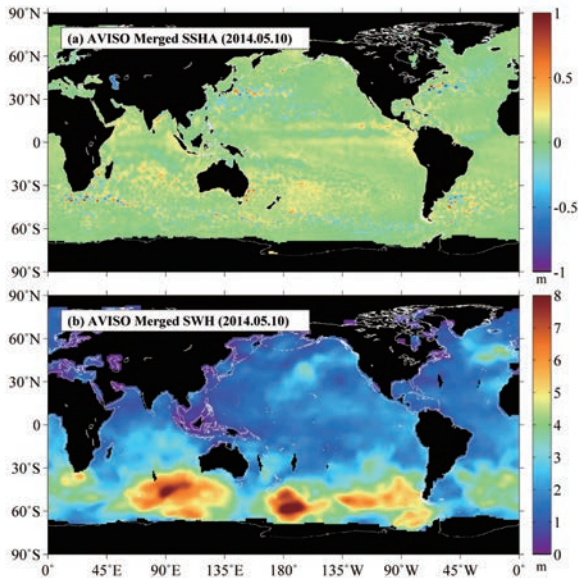 90°N
(a) AVISO Merged SSHA (2014.05.10)
60°N
30°N
0
30°S
60°S
90°S
1
0.5
0
-0.5
-1
m
90°N
(b) AVISO Merged SWH (2014.05.10)
60°N
30°N
0
30°S
60°S
90°S
0 45°E 90°E 135°E 180° 135°W 90°W 45°W 0
8
7
6
5
4
3
2
1
0
m